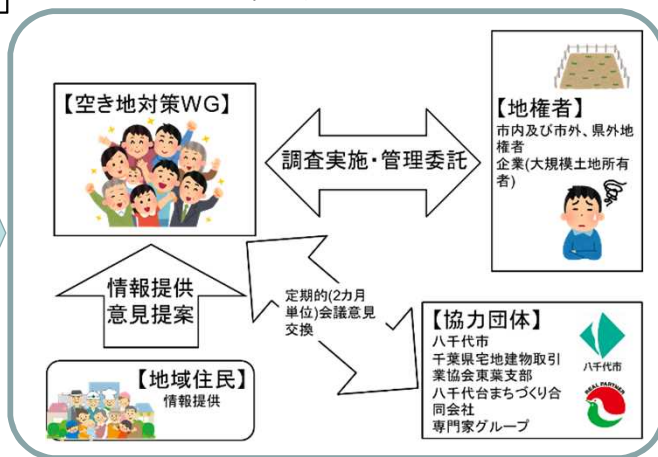 【空き地対策WG】
調査実施・管理委託
【地権者】
市内及び市外、県外地
権者
企業(大規模土地所有
者)
情報提供
意見提案
定期的(2カ月
単位)会議意見
交換
【地域住民】
情報提供
【協力団体】
八千代市
千葉県宅地建物取引
業協会東葉支部
八千代台まちづくり合
同会社
専門家グループ
八千代市
REAL PARTNER